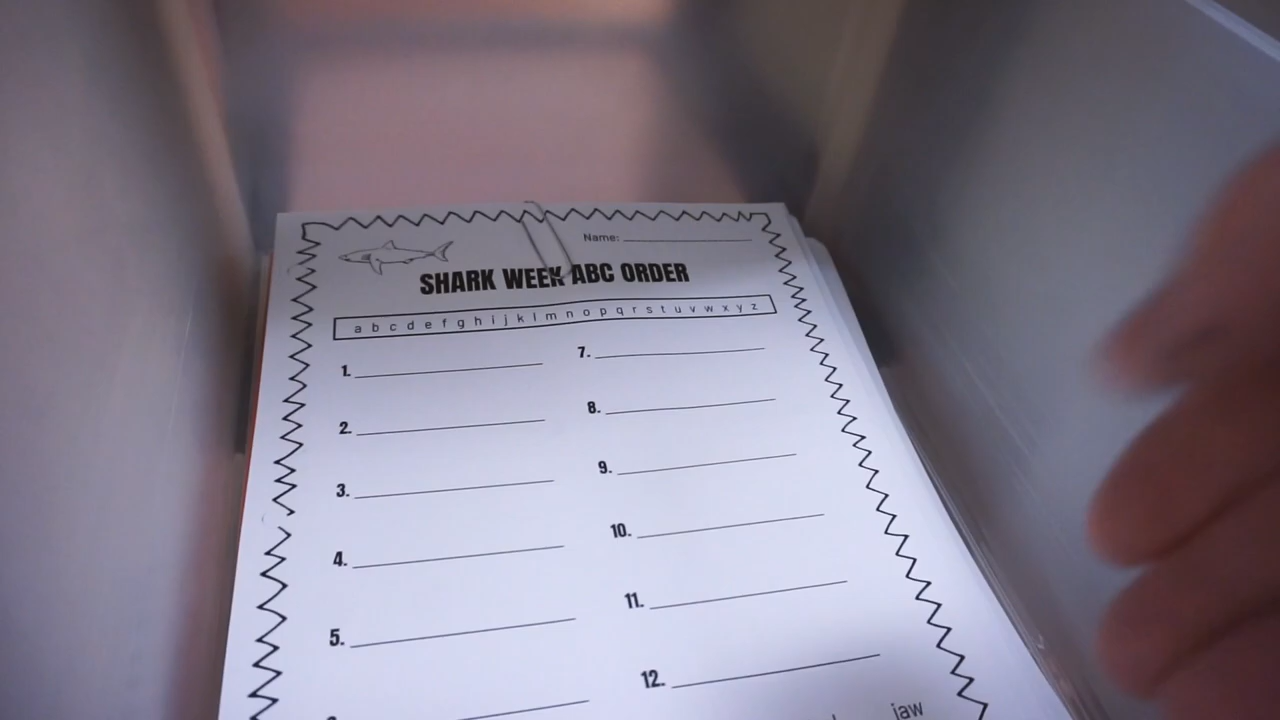 Name:
SHARK WEEK ABC ORDER
a b c d e f g h i j k l m n o p q r s t u v w x y z
1.
2.
3.
4.
5.
7.
8.
9.
10.
11.
12.
jaw